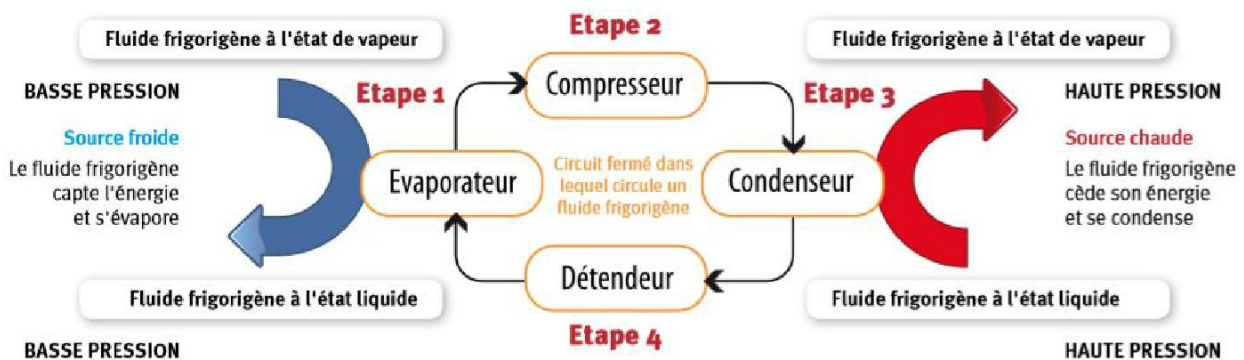 Etape 2
Fluide frigorigène à l'état de vapeur
Fluide frigorigène à l'état de vapeur
BASSE PRESSION
Etape 1
Compresseur
Etape 3
HAUTE PRESSION
Source froide
Le fluide frigorigène
capte l'énergie
et s'évapore
Evaporateur
Circuit fermé dans
lequel circule un
fluide frigorigène
Condenseur
Source chaude
Le fluide frigorigène
cède son énergie
et se condense
Détendeur
Fluide frigorigène à l'état liquide
Fluide frigorigène à l'état liquide
Etape 4
BASSE PRESSION
HAUTE PRESSION